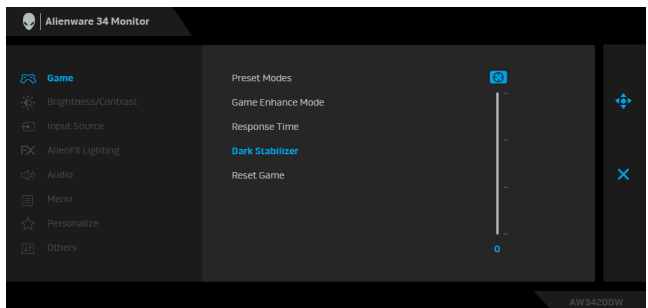 Alienware 34 Monitor
Game
Brightness/Contrast
Input Source
AlienFX Lighting
Audio
Menu
Personalize
Others
Preset Modes
Game Enhance Mode
Response Time
Dark Stabilizer
Reset Game
0
AW3420DW